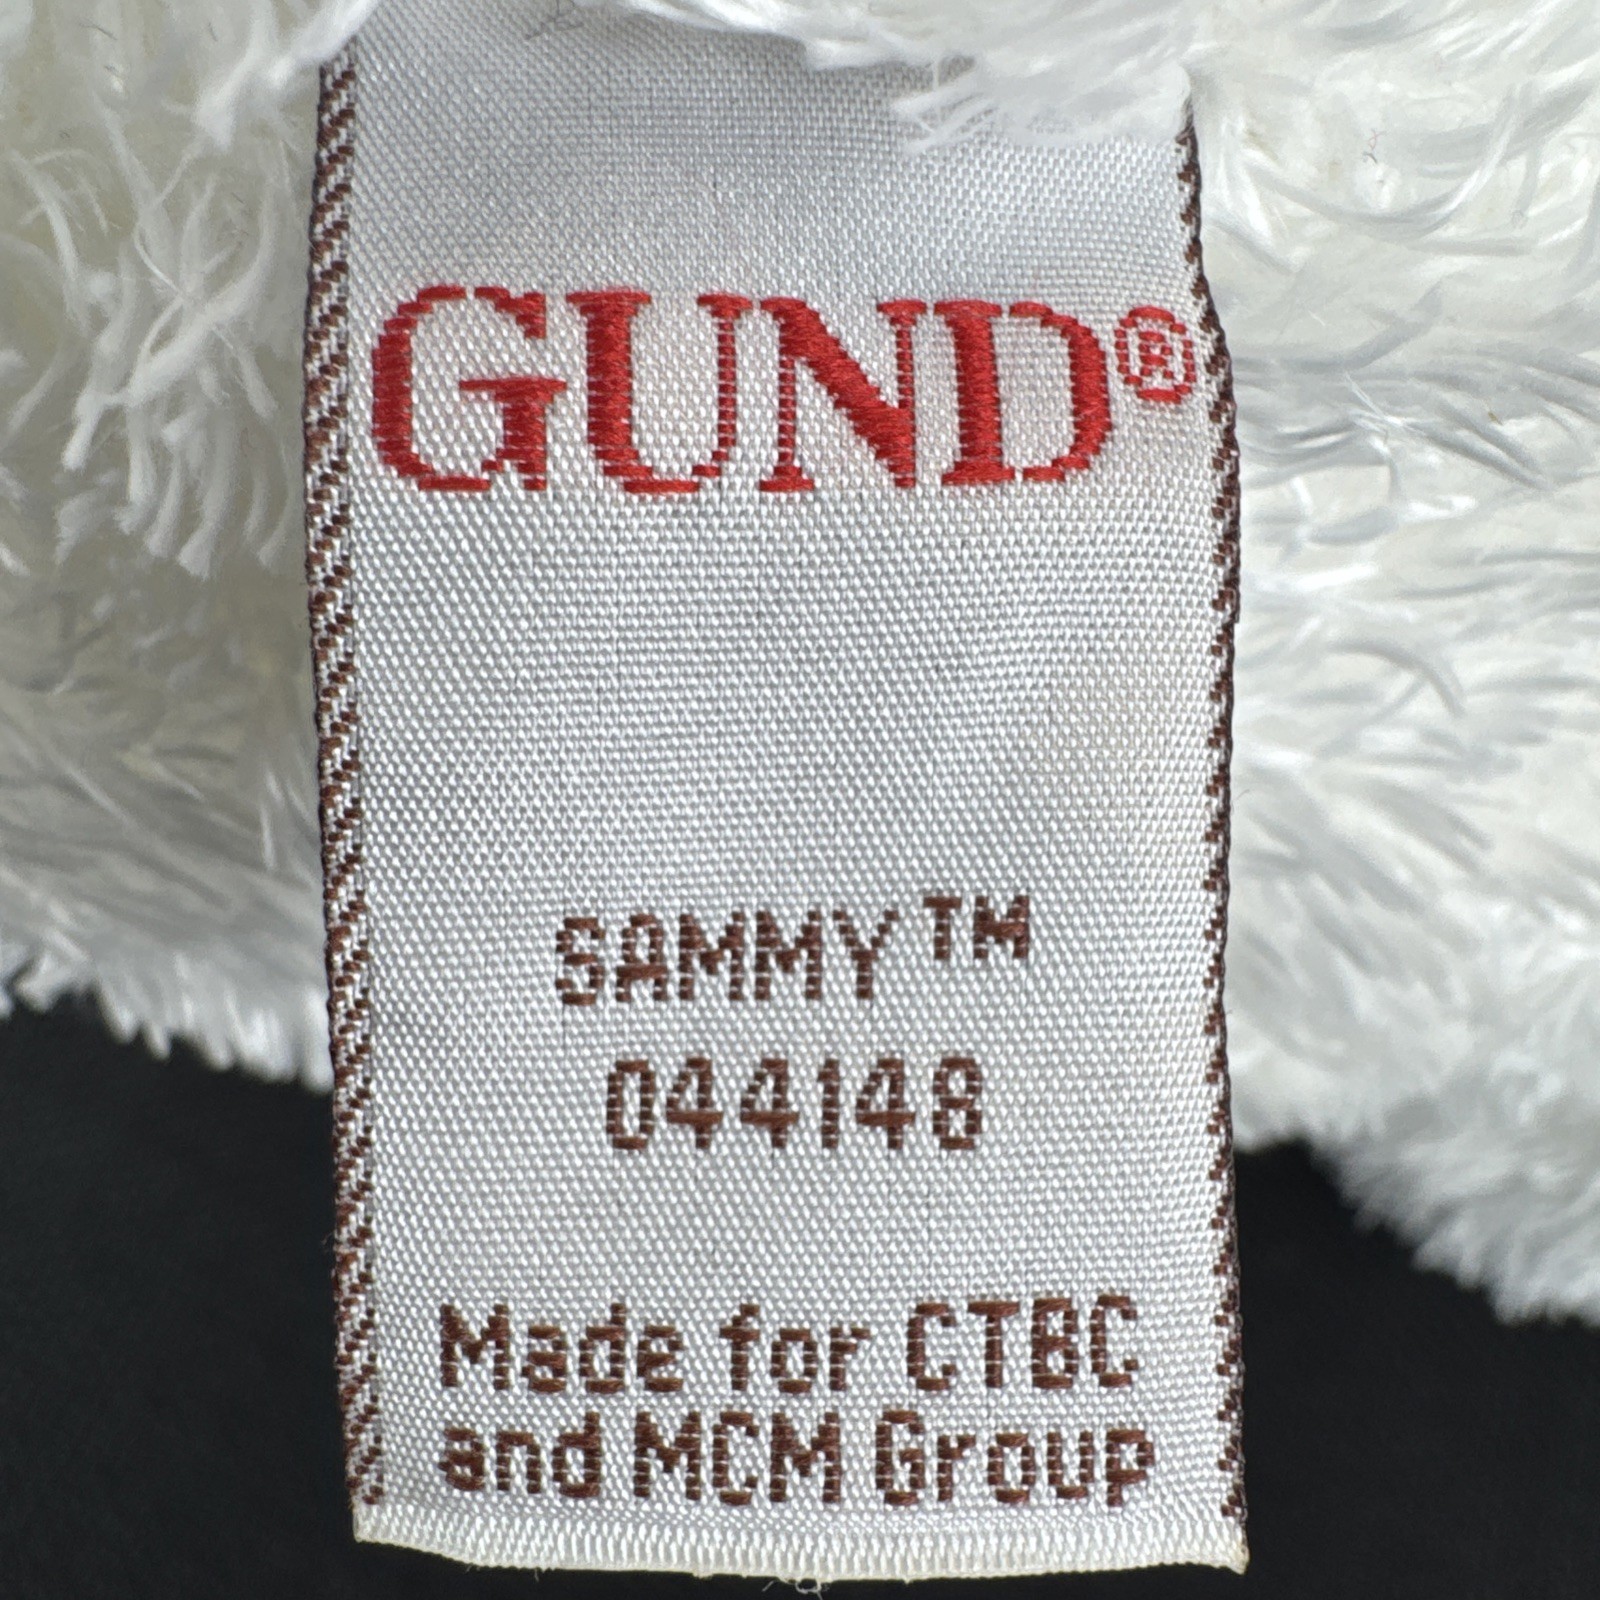 GUND®
SAMMY™
044148
Made for CTBC
and MCM Group